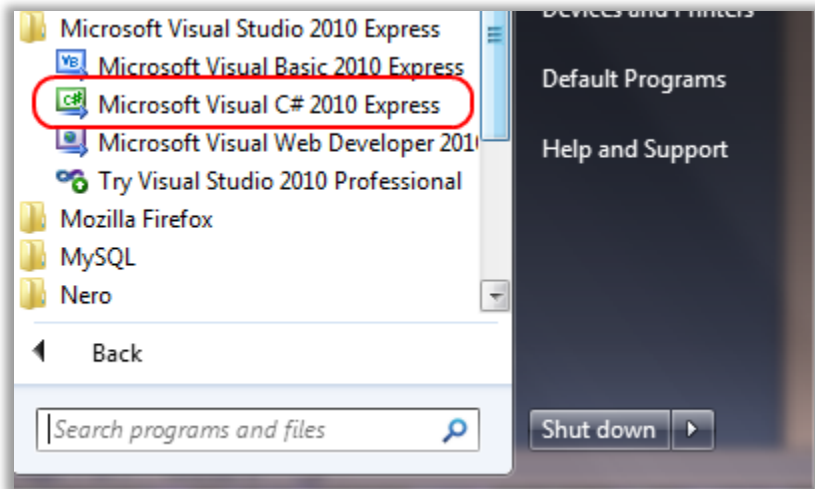 Microsoft Visual Studio 2010 Express
VB
Microsoft Visual Basic 2010 Express
C#
Microsoft Visual C# 2010 Express
Microsoft Visual Web Developer 201
Try Visual Studio 2010 Professional
Mozilla Firefox
MySQL
Nero
Back
Search programs and files
Devices and Printers
Default Programs
Help and Support
Shut down